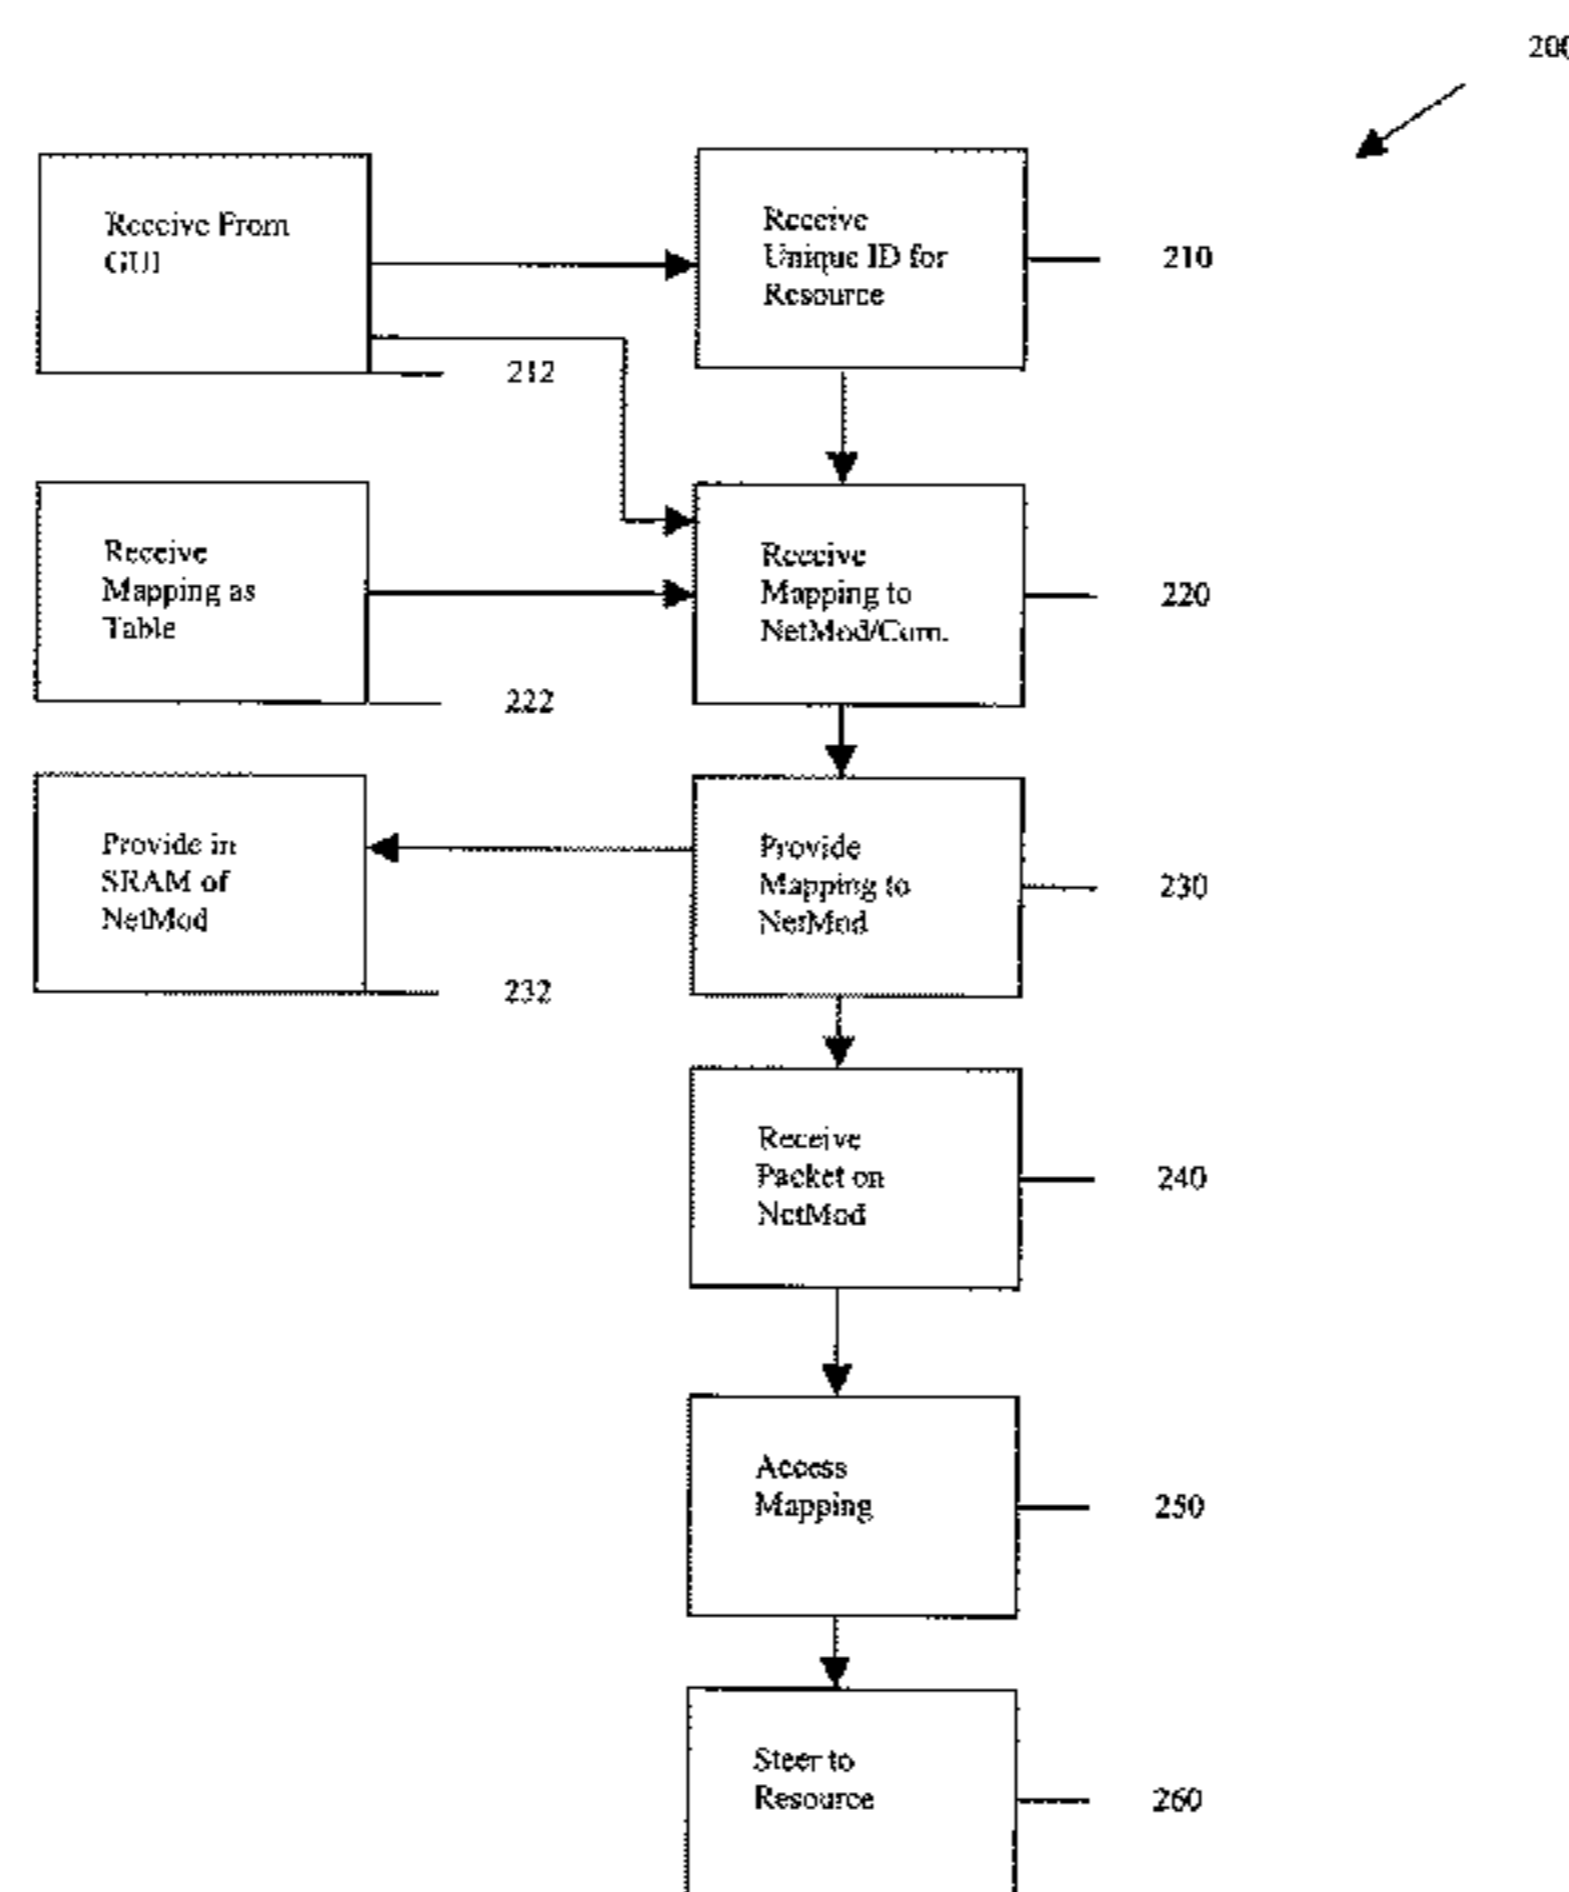 200
Receive From
GUI
212
Receive
Unique ID for
Resource
210
Receive
Mapping as
Table
222
Receive
Mapping to
NetMod/Com.
220
Provide in
SRAM of
NetMod
232
Provide
Mapping to
NetMod
230
Receive
Packet on
NetMod
240
Access
Mapping
250
Steer to
Resource
260